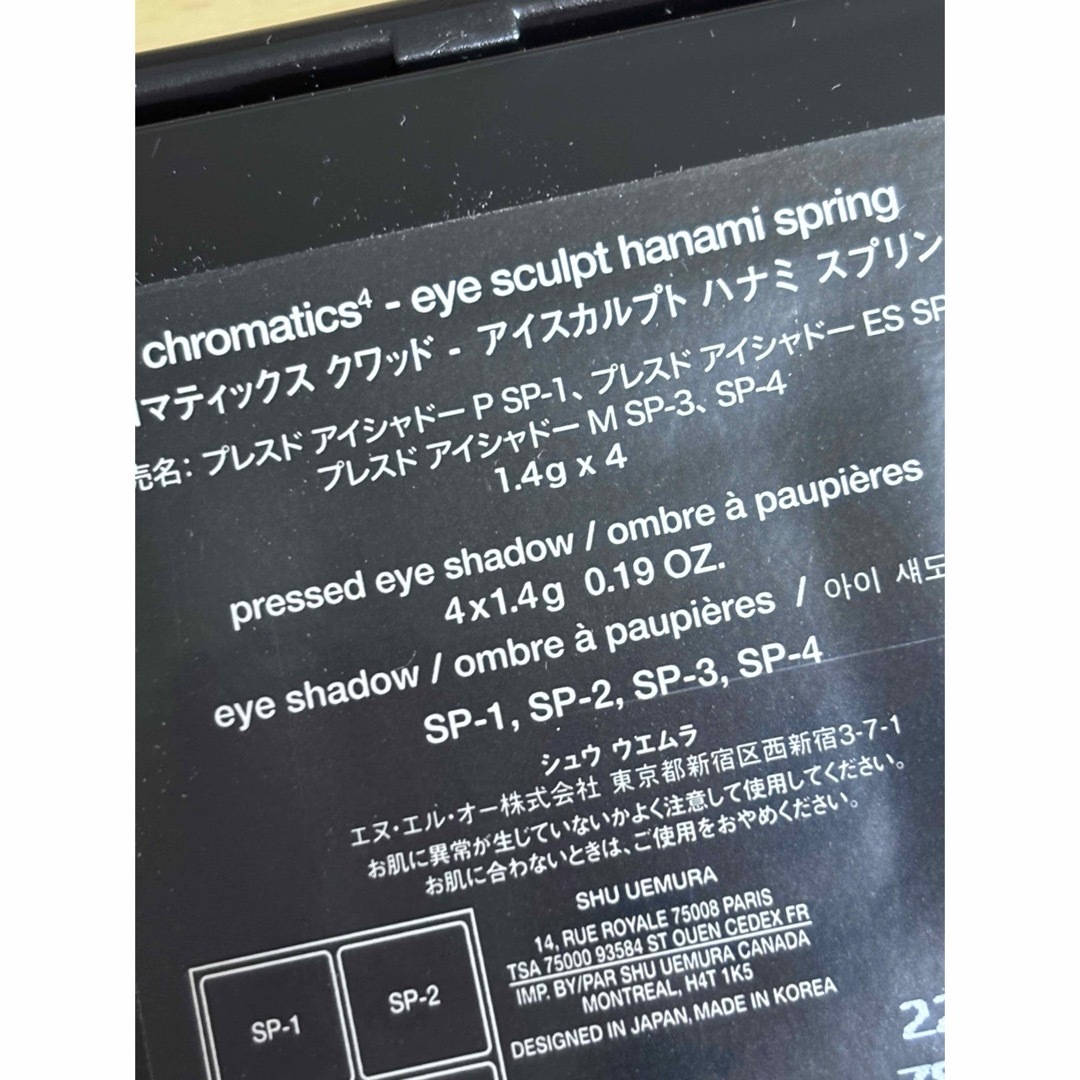 chromatics⁴ - eye sculpt hanami spring
マティックス クワッド - アイスカルプト ハナミ スプリン
売名: プレスド アイシャドー P SP-1、プレスド アイシャドー ES SP
プレスド アイシャドー M SP-3、SP-4
1.4g x 4
pressed eye shadow / ombre à paupières
4x1.4g 0.19 OZ.
eye shadow / ombre à paupières / 아이 섀도
SP-1, SP-2, SP-3, SP-4
シュウ ウエムラ
エヌ・エル・オー株式会社 東京都新宿区西新宿3-7-1
お肌に異常が生じていないかよく注意して使用してください。
お肌に合わないときは、ご使用をおやめください。
SHU UEMURA
14, RUE ROYALE 75008 PARIS
TSA 75000 93584 ST OUEN CEDEX FR
IMP. BY/PAR SHU UEMURA CANADA
MONTREAL, H4T 1K5
DESIGNED IN JAPAN, MADE IN KOREA
SP-1
SP-2